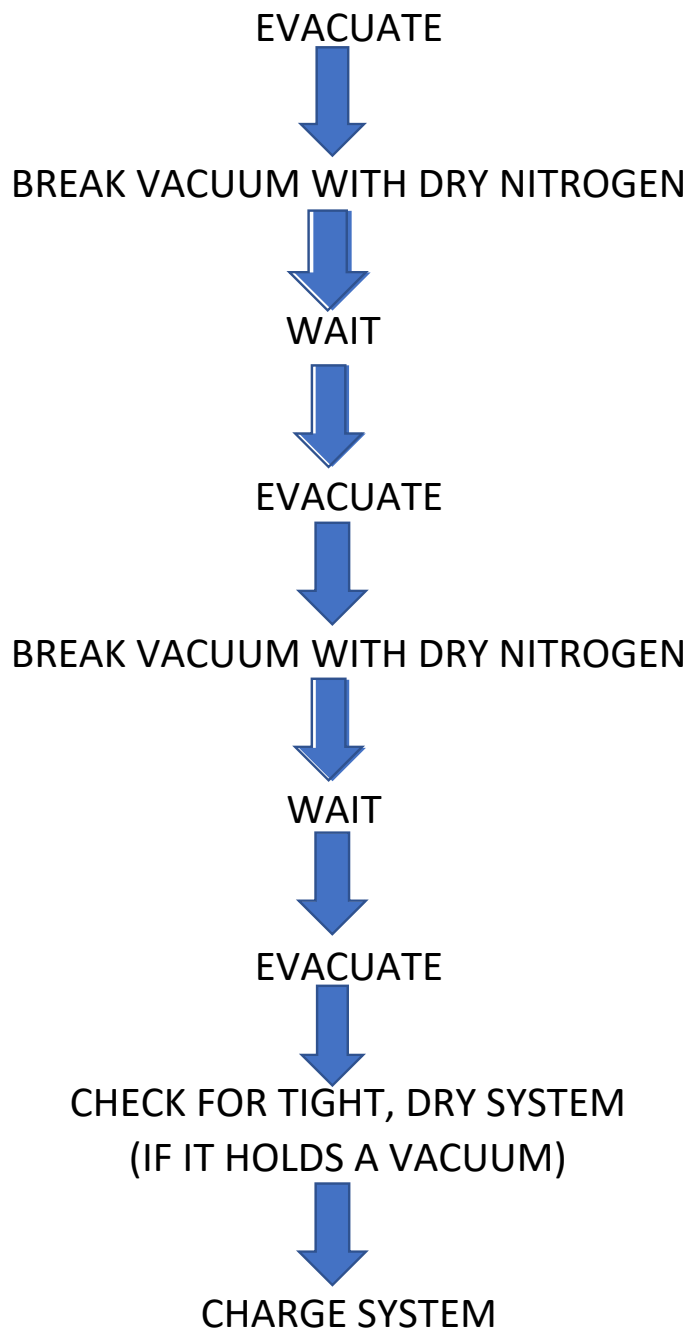 EVACUATE
BREAK VACUUM WITH DRY NITROGEN
WAIT
EVACUATE
BREAK VACUUM WITH DRY NITROGEN
WAIT
EVACUATE
CHECK FOR TIGHT, DRY SYSTEM
(IF IT HOLDS A VACUUM)
CHARGE SYSTEM